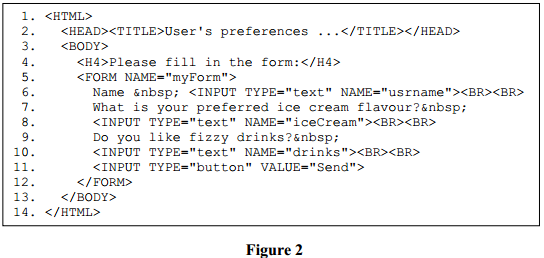 1. <HTML>
2. <HEAD><TITLE>User's preferences ...</TITLE></HEAD>
3. <BODY>
4. <H4>Please fill in the form:</H4>
5. <FORM NAME="myForm">
6. Name &nbsp; <INPUT TYPE="text" NAME="usrname"><BR><BR>
7. What is your preferred ice cream flavour?&nbsp;
8. <INPUT TYPE="text" NAME="iceCream"><BR><BR>
9. Do you like fizzy drinks?&nbsp;
10. <INPUT TYPE="text" NAME="drinks"><BR><BR>
11. <INPUT TYPE="button" VALUE="Send">
12. </FORM>
13. </BODY>
14. </HTML>
Figure 2